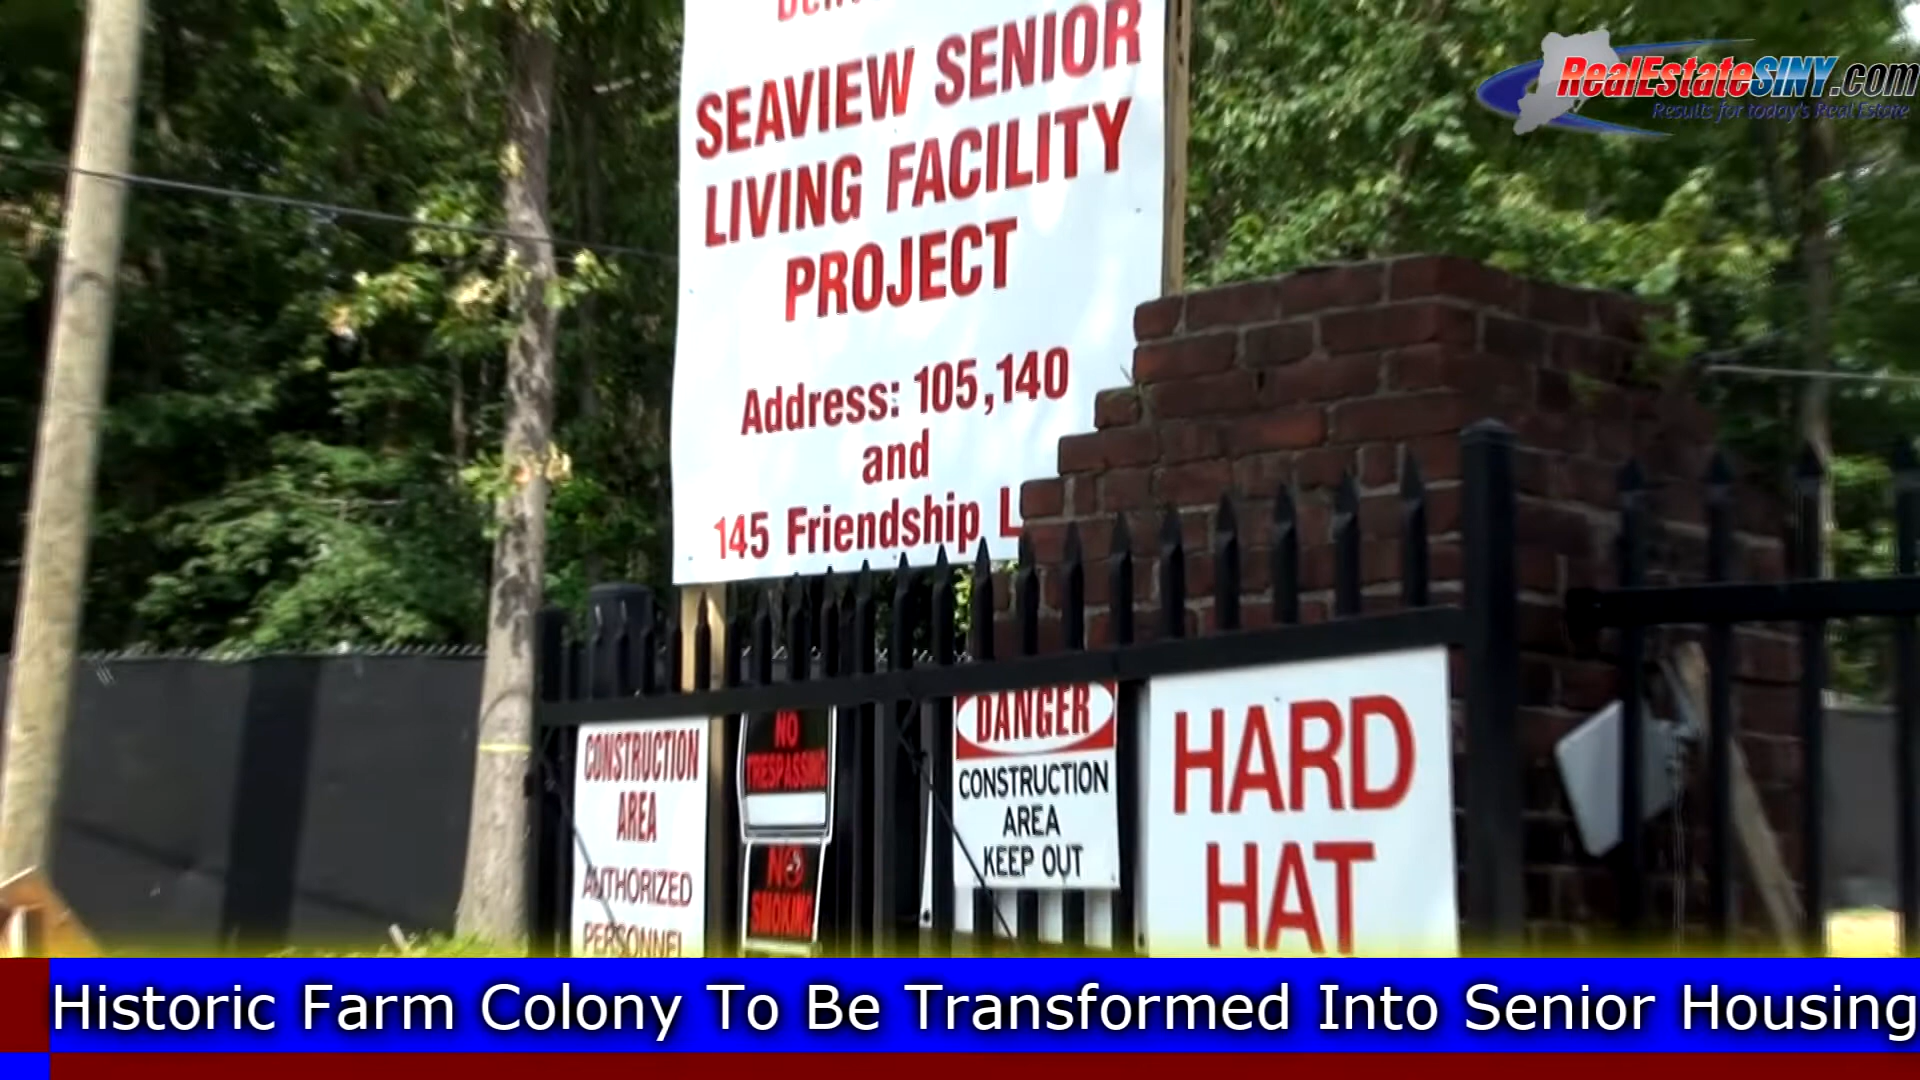 SEAVIEW SENIOR
LIVING FACILITY
PROJECT
Address: 105,140
and
145 Friendship L
RealEstateSINY.com
Results for today's Real Estate
CONSTRUCTION
AREA
AUTHORIZED
PERSONNEL
NO
TRESPASSING
NO
SMOKING
DANGER
CONSTRUCTION
AREA
KEEP OUT
HARD
HAT
Historic Farm Colony To Be Transformed Into Senior Housing